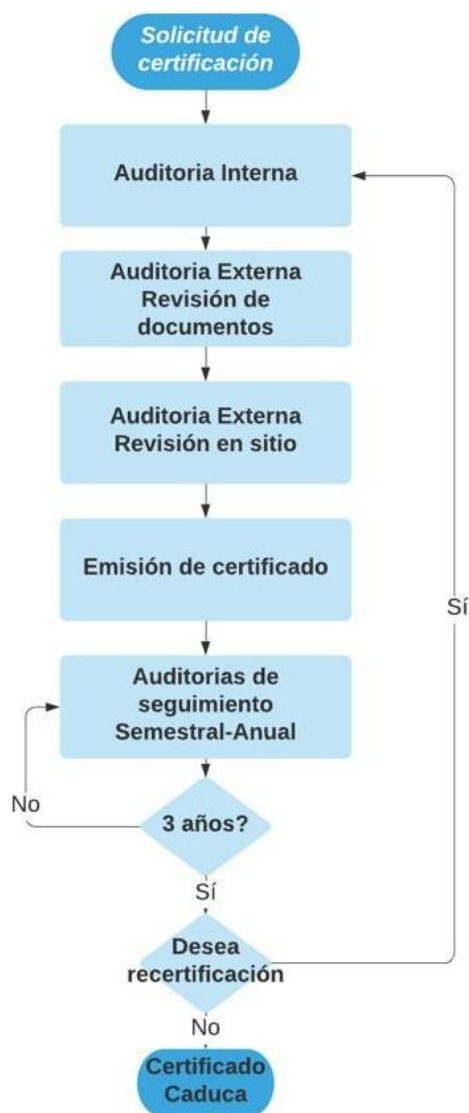 Solicitud de
certificación
Auditoria Interna
Auditoria Externa
Revisión de
documentos
Auditoria Externa
Revisión en sitio
Emisión de certificado
Sí
Auditorias de
seguimiento
Semestral-Anual
No
3 años?
Sí
Desea
recertificación
No
Certificado
Caduca